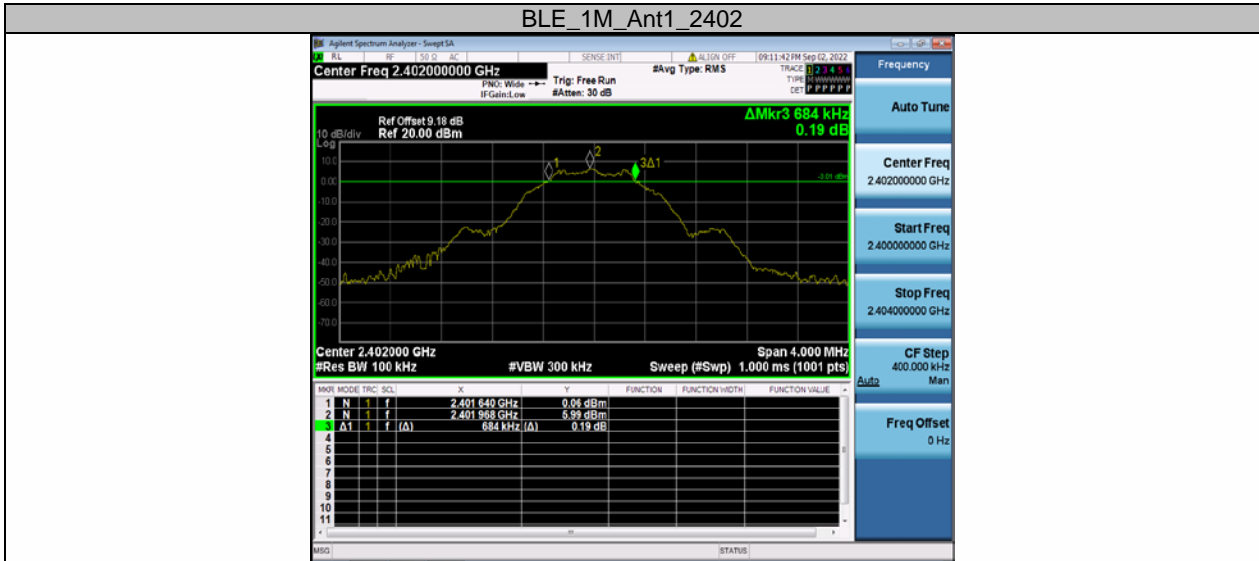 BLE_1M_Ant1_2402
Agilent Spectrum Analyzer - Swept SA
RL RF 50 Ω AC SENSE:INT ALIGN OFF 09:11:42 PM Sep 02, 2022
Center Freq 2.402000000 GHz #Avg Type: RMS TRACE 1 2 3 4 5 6
PNO: Wide Trig: Free Run TYPE M WWWWW
IFGain:Low #Atten: 30 dB DET P P P P P P
Frequency
Auto Tune
Ref Offset 9.18 dB ΔMkr3 684 kHz
10 dB/div Ref 20.00 dBm 0.19 dB
Log
10.0
0.00
-10.0
-20.0
-30.0
-40.0
-50.0
-60.0
-70.0
1
2
3Δ1
Center Freq
2.402000000 GHz
Start Freq
2.400000000 GHz
Stop Freq
2.404000000 GHz
Center 2.402000 GHz Span 4.000 MHz
#Res BW 100 kHz #VBW 300 kHz Sweep (#Swp) 1.000 ms (1001 pts)
CF Step
400.000 kHz
Auto Man
MKR MODE TRC SCL X Y FUNCTION FUNCTION WIDTH FUNCTION VALUE
1 N 1 f 2.401 640 GHz 0.06 dBm
2 N 1 f 2.401 968 GHz 5.99 dBm
3 Δ1 1 f (Δ) 684 kHz (Δ) 0.19 dB
4
5
6
7
8
9
10
11
Freq Offset
0 Hz
MSG STATUS